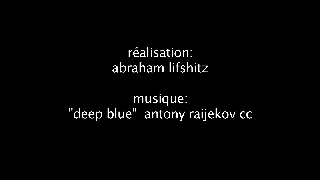 réalisation:
abraham lifshitz
musique:
"deep blue" antony raijekov cc